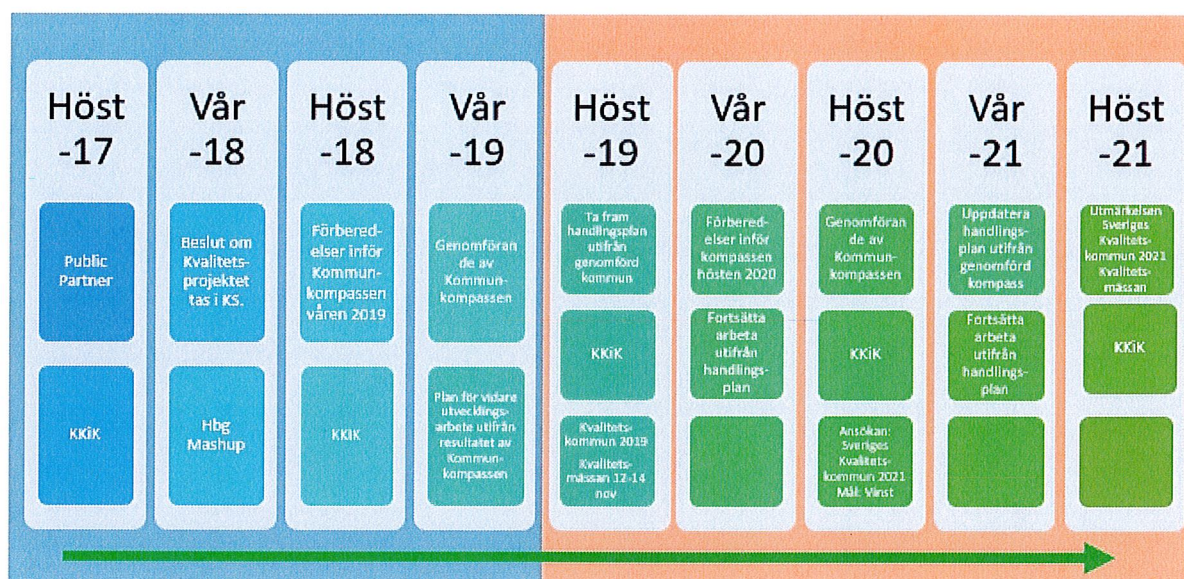 Höst
-17
Public
Partner
KKiK
Vår
-18
Beslut om
Kvalitets-
projektet
tas i KS.
Hbg
Mashup
Höst
-18
Förbered-
elser inför
Kommun-
kompassen
våren 2019
KKIK
Vår
-19
Genomföran
de av
Kommun-
kompassen
Plan för vidare
utvecklings-
arbete utifrån
resultatet av
Kommun-
kompassen
Höst
-19
Ta fram
handlingsplan
utifrån
genomförd
kommun
KKiK
Kvalitets-
kommun 2019
Kvalitets-
mässan 12-14
nov
Vår
-20
Förbered-
elser inför
kompassen
hösten 2020
Fortsätta
arbeta
utifrån
handlings-
plan
Höst
-20
Genomföran
de av
Kommun-
kompassen
KKiK
Ansökan:
Sveriges
Kvalitets-
kommun 2021
Mål: Vinst
Vår
-21
Uppdatera
handlings-
plan utifrån
genomförd
kompass
Fortsätta
arbeta
utifrån
handlings-
plan
Höst
-21
Utmärkelsen
Sveriges
Kvalitets-
kommun 2021
Kvalitets-
mässan
KKiK